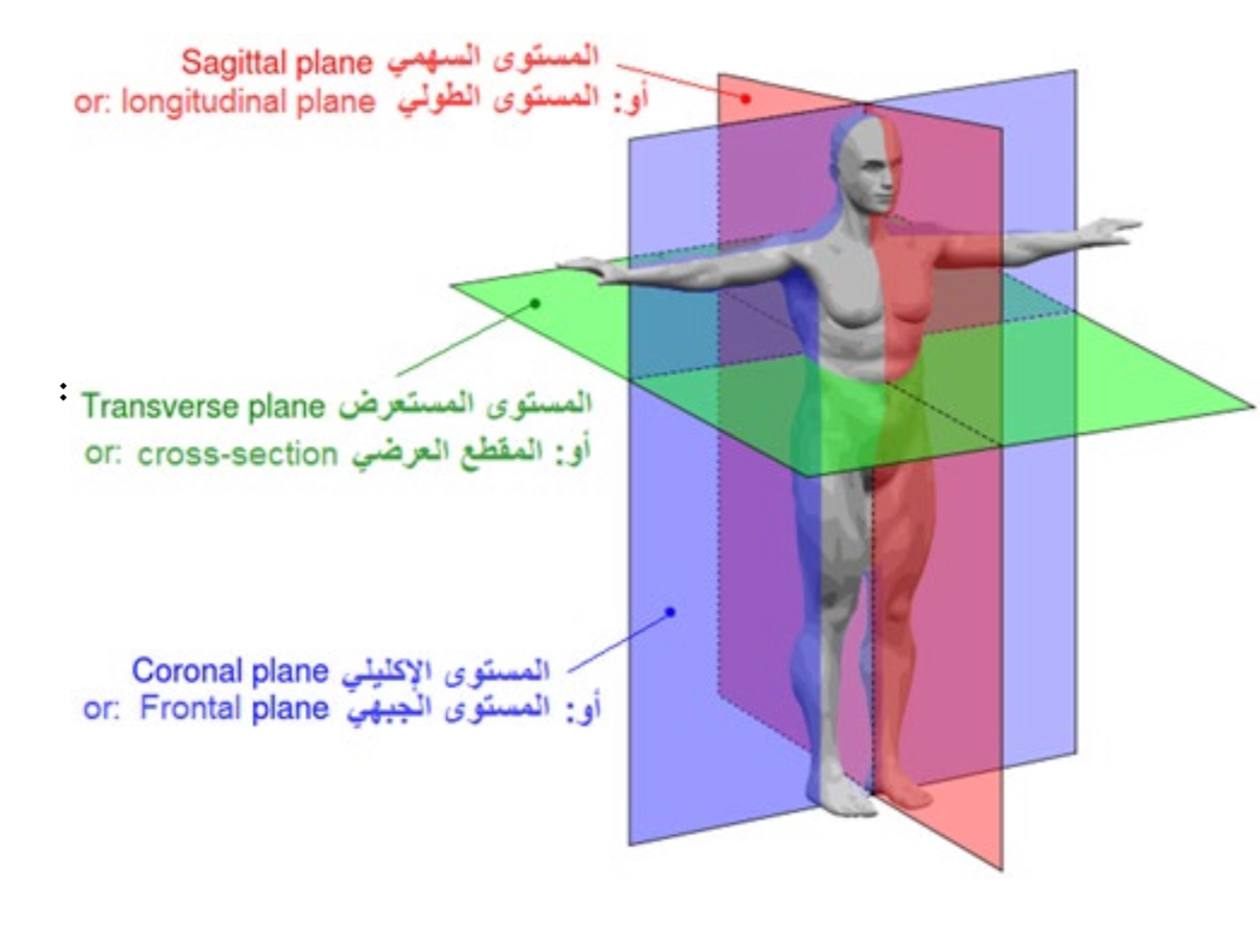 Sagittal plane المستوى السهمي
or: longitudinal plane أو: المستوى الطولي
: Transverse plane المستوى المستعرض
or: cross-section أو: المقطع العرضي
Coronal plane المستوى الإكليلي
or: Frontal plane أو: المستوى الجبهي